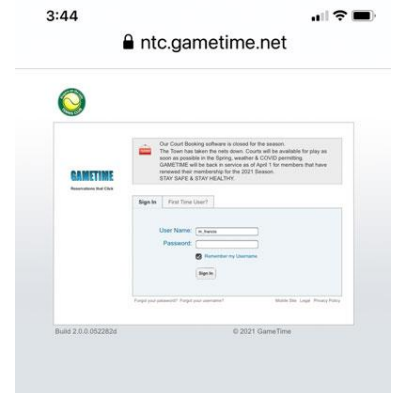 3:44
ntc.gametime.net
Our Court Booking software is closed for the season.
The Town has taken the nets down. Courts will be available for play as
soon as possible in the Spring, weather & COVID permitting.
GAMETIME will be back in service as of April 1 for members that have
renewed their membership for the 2021 Season.
STAY SAFE & STAY HEALTHY.
GAMETIME
Reservations that Click
Sign In First Time User?
User Name:
Password:
Remember my Username
Sign In
Forgot your password? Forgot your username? Mobile Site Legal Privacy Policy
Build 2.0.0.052282d © 2021 GameTime